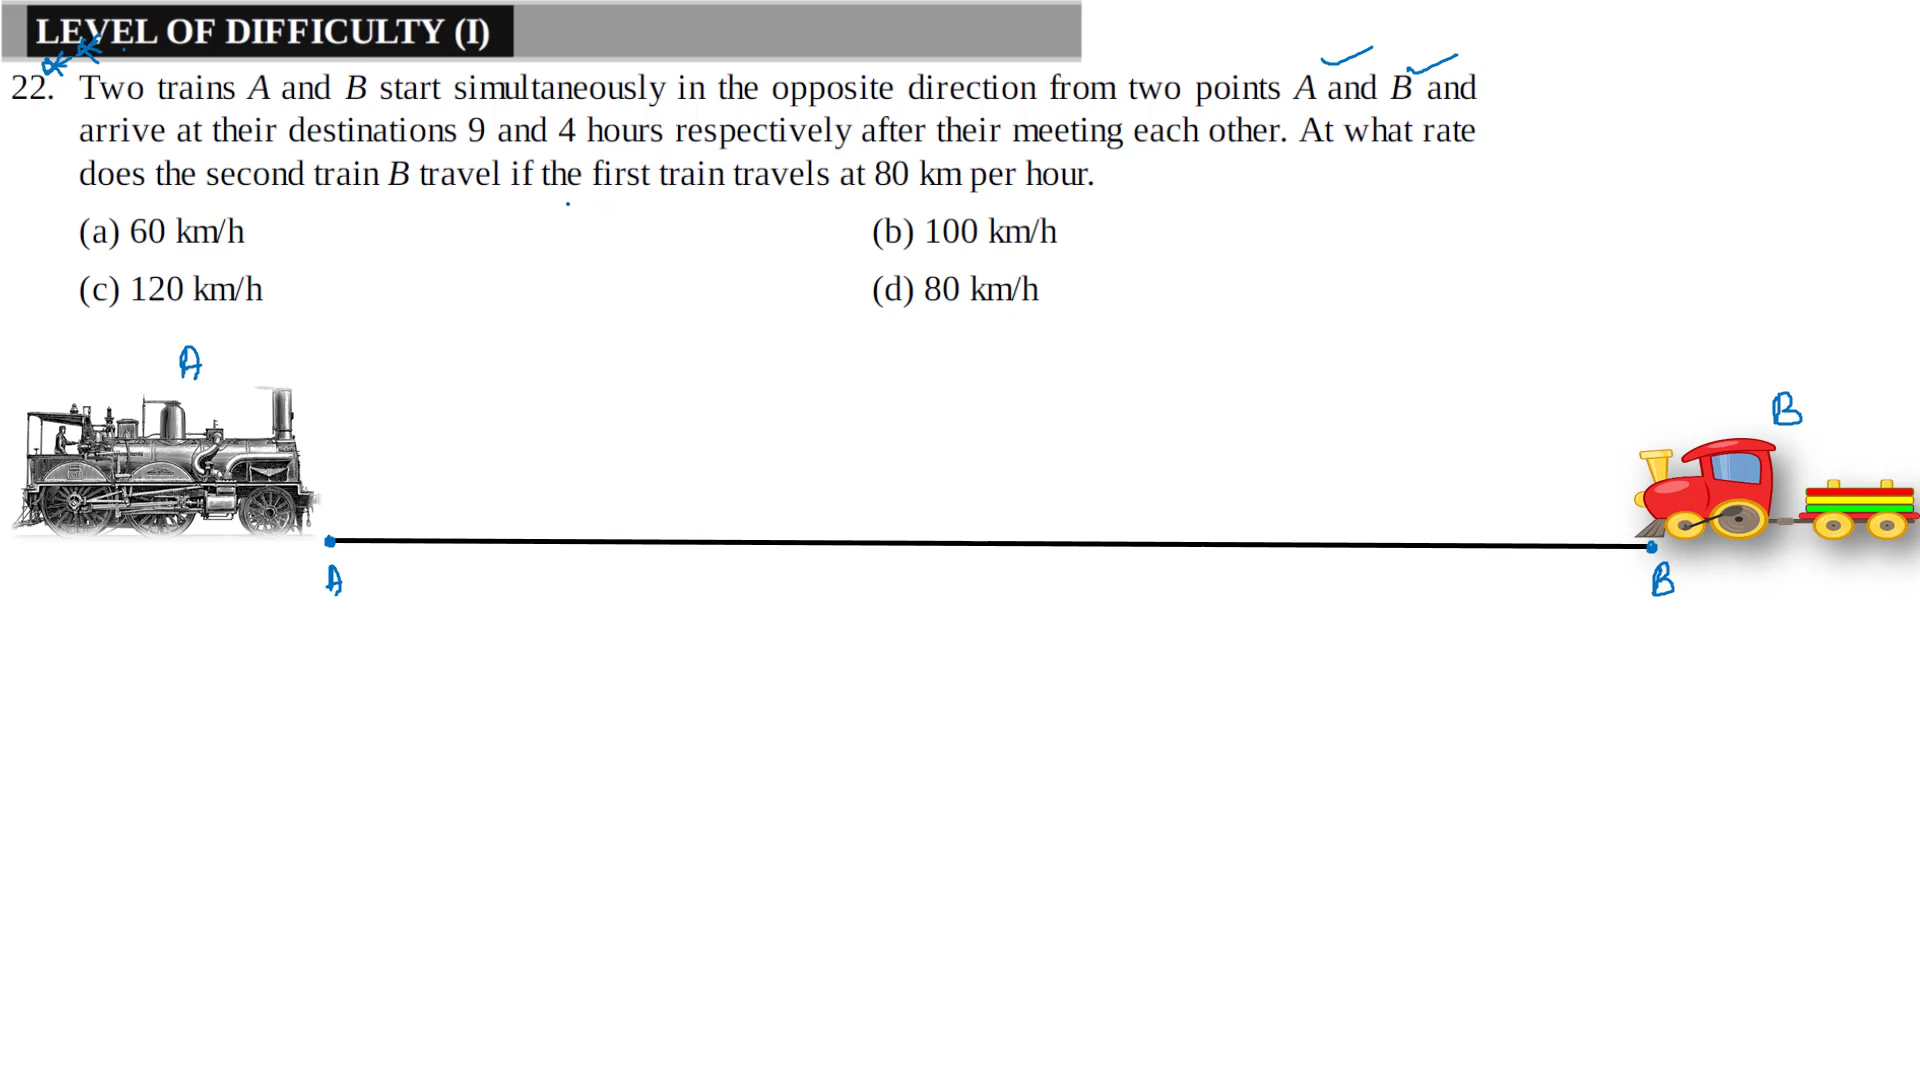 LEVEL OF DIFFICULTY (I)
22. Two trains A and B start simultaneously in the opposite direction from two points A and B and
arrive at their destinations 9 and 4 hours respectively after their meeting each other. At what rate
does the second train B travel if the first train travels at 80 km per hour.
(a) 60 km/h (b) 100 km/h
(c) 120 km/h (d) 80 km/h
A
B
A B